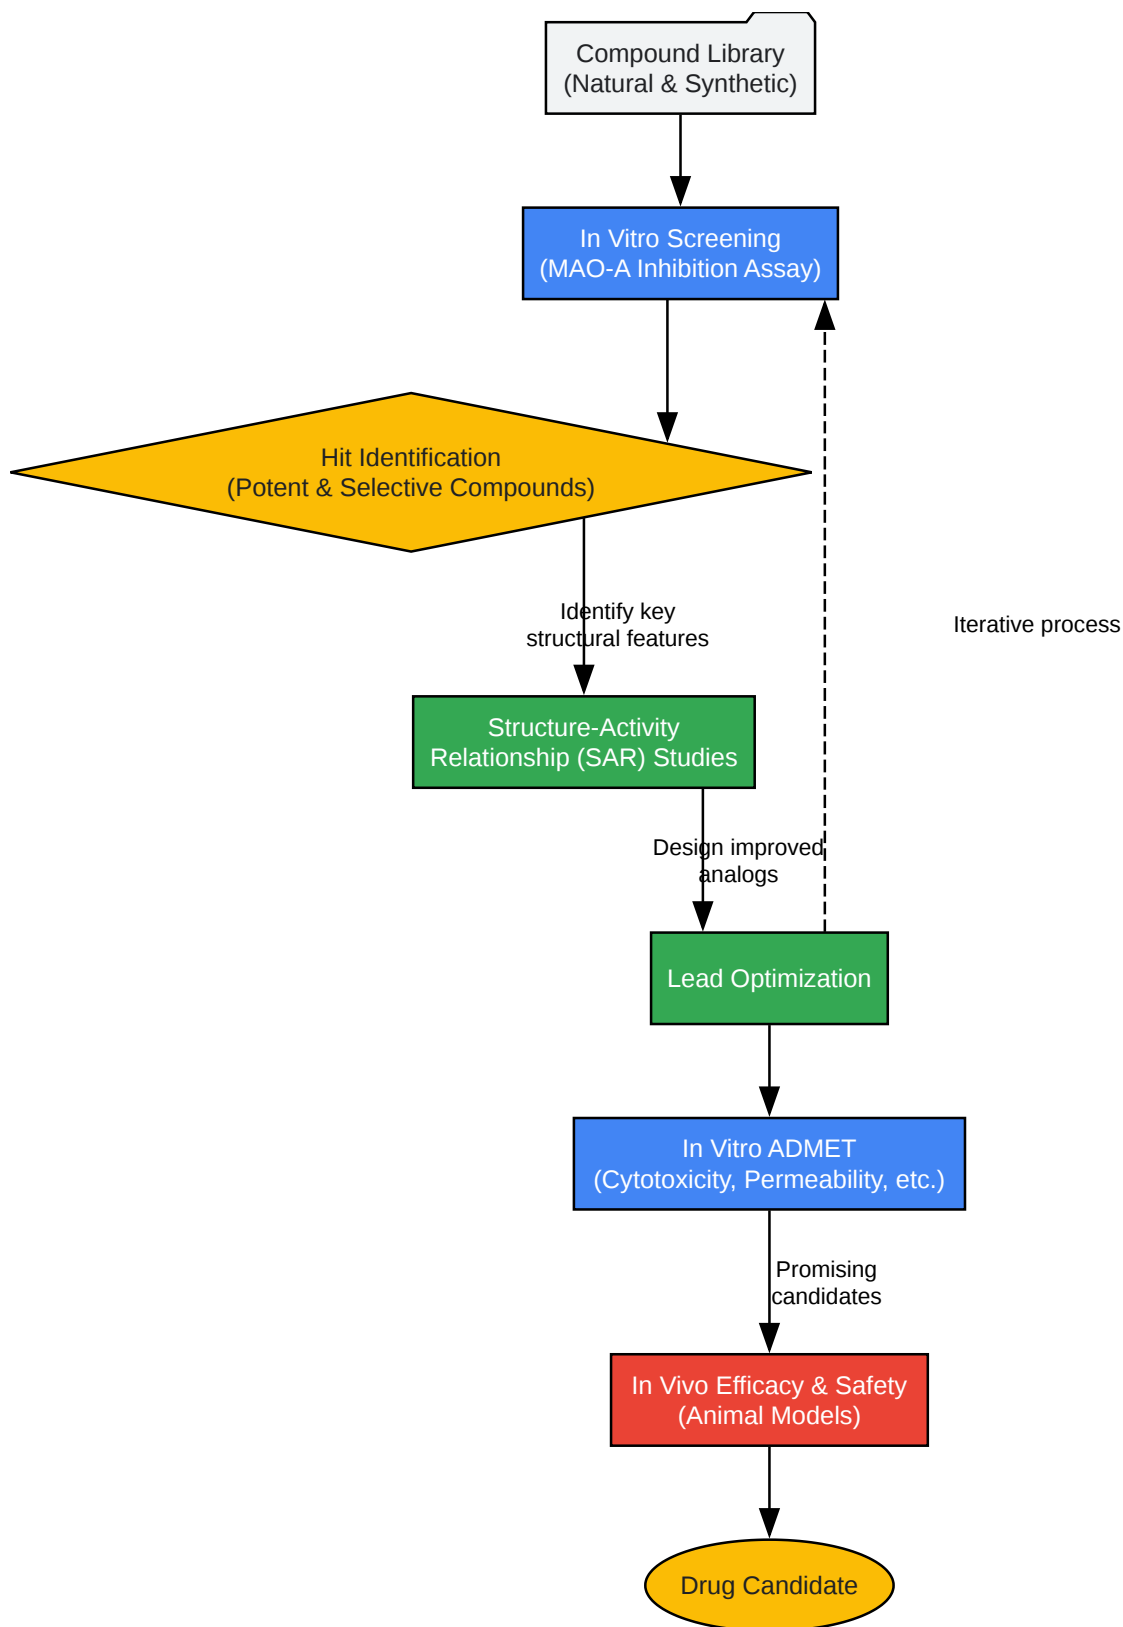 Compound Library
(Natural & Synthetic)
In Vitro Screening
(MAO-A Inhibition Assay)
Hit Identification
(Potent & Selective Compounds)
Identify key
structural features
Iterative process
Structure-Activity
Relationship (SAR) Studies
Design improved
analogs
Lead Optimization
In Vitro ADMET
(Cytotoxicity, Permeability, etc.)
Promising
candidates
In Vivo Efficacy & Safety
(Animal Models)
Drug Candidate